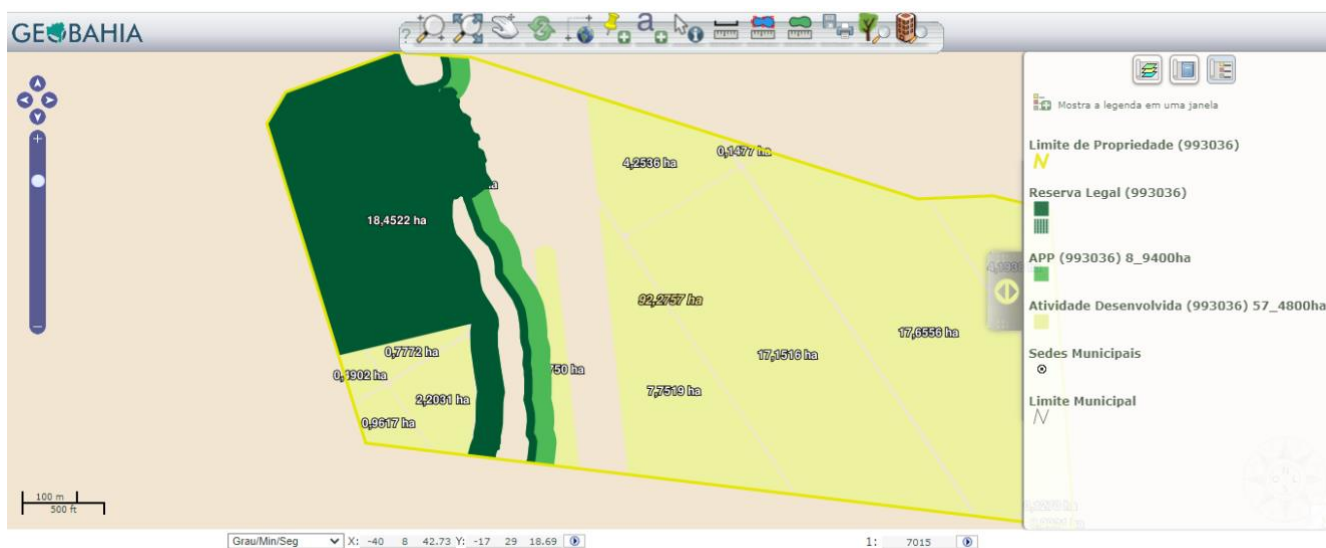 GEOBAHIA
?
a
Mostra a legenda em uma janela
Limite de Propriedade (993036)
Reserva Legal (993036)
APP (993036) 8_9400ha
Atividade Desenvolvida (993036) 57_4800ha
Sedes Municipais
Limite Municipal
4,2536 ha
0,1477 ha
18,4522 ha
92,2757 ha
17,6556 ha
0,7772 ha
17,1516 ha
0,1902 ha
750 ha
2,2031 ha
7,7519 ha
0,9617 ha
100 m
500 ft
Grau/Min/Seg X: -40 8 42.73 Y: -17 29 18.69
1: 7015